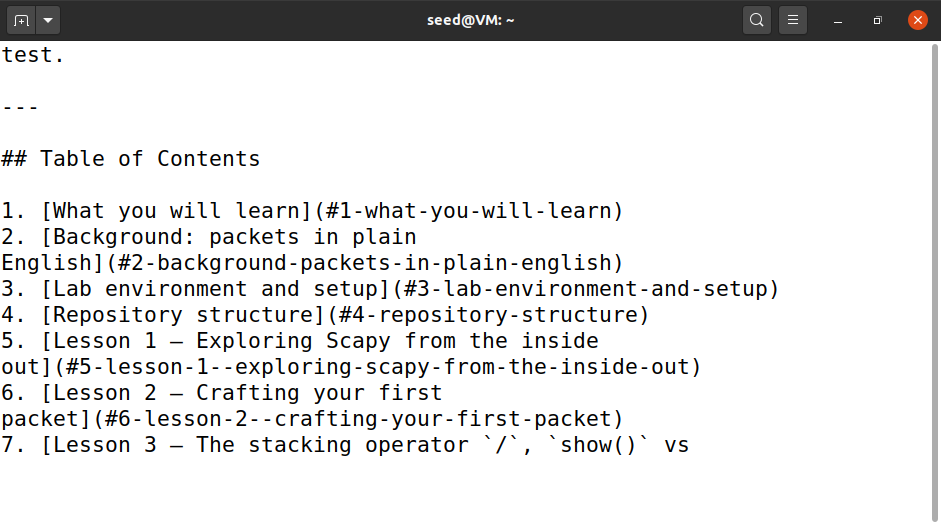 seed@VM: ~
test.
---
## Table of Contents
1. [What you will learn](#1-what-you-will-learn)
2. [Background: packets in plain
English](#2-background-packets-in-plain-english)
3. [Lab environment and setup](#3-lab-environment-and-setup)
4. [Repository structure](#4-repository-structure)
5. [Lesson 1 — Exploring Scapy from the inside
out](#5-lesson-1--exploring-scapy-from-the-inside-out)
6. [Lesson 2 — Crafting your first
packet](#6-lesson-2--crafting-your-first-packet)
7. [Lesson 3 — The stacking operator `/`, `show()` vs